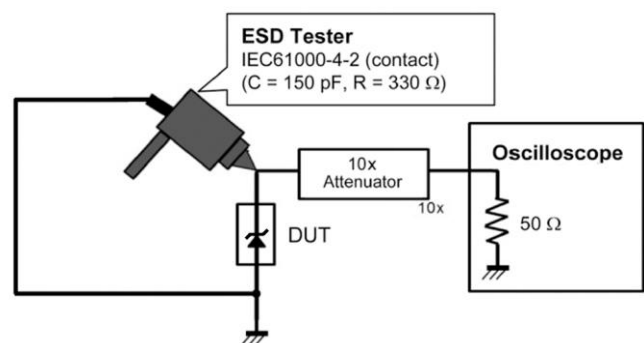 ESD Tester
IEC61000-4-2 (contact)
(C = 150 pF, R = 330 Ω)
Oscilloscope
10x
Attenuator
10x
50 Ω
DUT